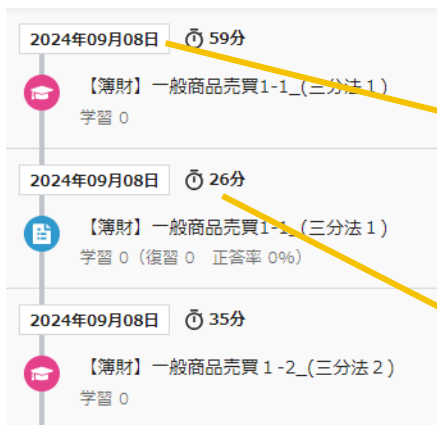 2024年09月08日 59分
【簿財】一般商品売買1-1_(三分法１)
学習 0
2024年09月08日 26分
【簿財】一般商品売買1-1_(三分法１)
学習 0（復習 0　正答率 0%）
2024年09月08日 35分
【簿財】一般商品売買１-2_(三分法２)
学習 0